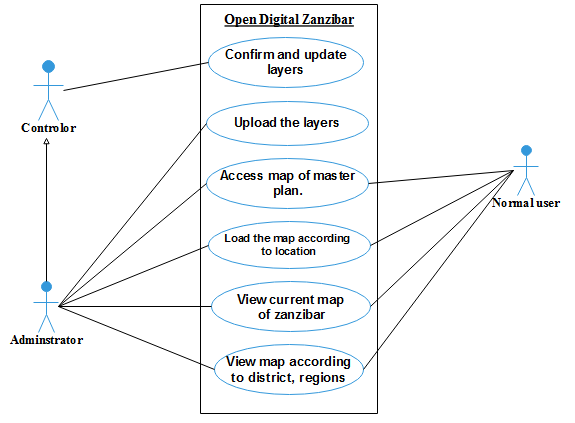 Open Digital Zanzibar
Confirm and update
layers
Controlor
Upload the layers
Access map of master
plan.
Normal user
Load the map according
to location
View current map
of zanzibar
Adminstrator
View map according
to district, regions